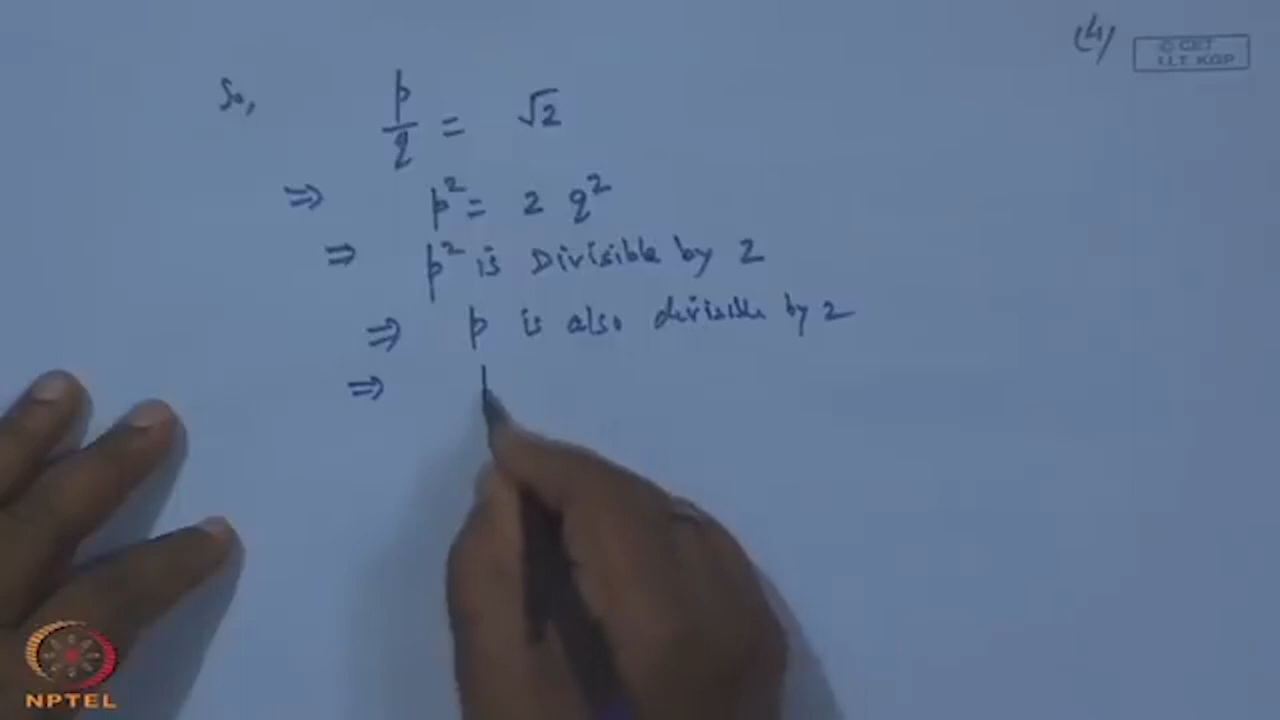 (4)
© CET
I.I.T. KGP
So, p/q = √2
⇒ p² = 2 q²
⇒ p² is Divisible by 2
⇒ p is also divisible by 2
⇒
NPTEL